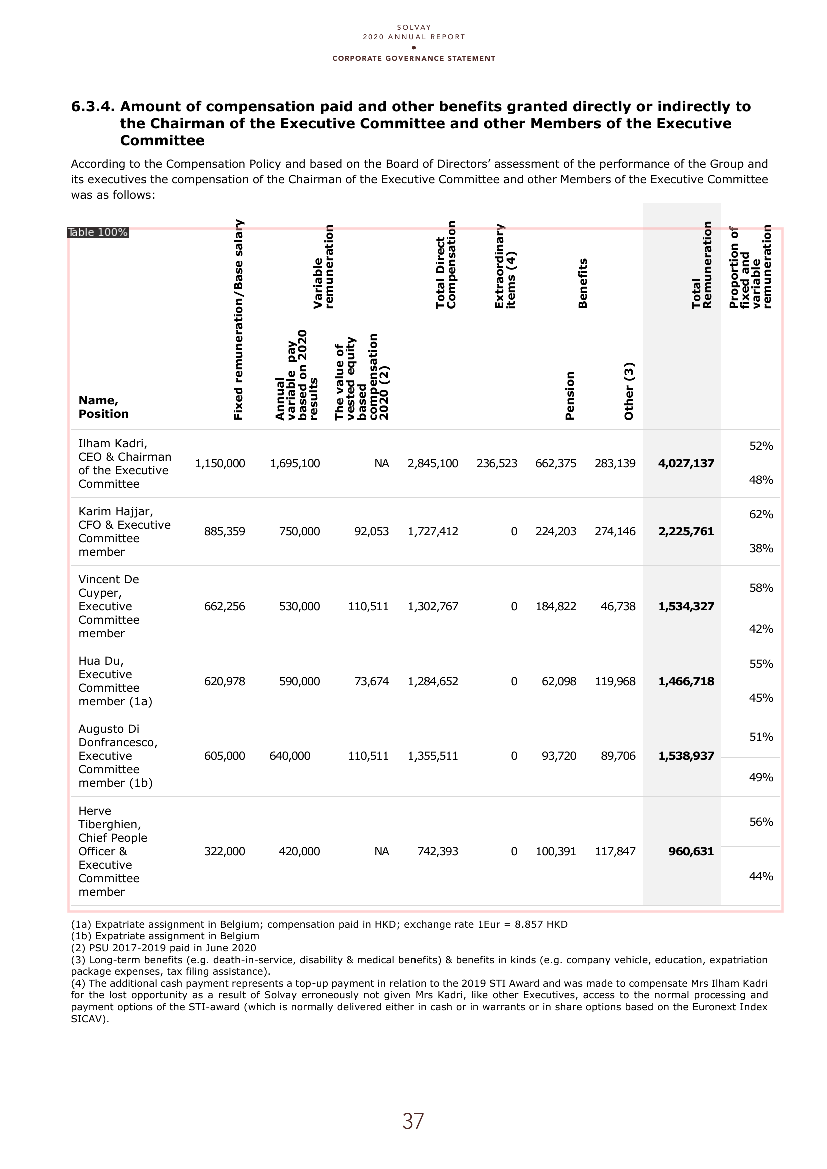 SOLVAY
2020 ANNUAL REPORT
•
CORPORATE GOVERNANCE STATEMENT
6.3.4. Amount of compensation paid and other benefits granted directly or indirectly to
the Chairman of the Executive Committee and other Members of the Executive
Committee
According to the Compensation Policy and based on the Board of Directors’ assessment of the performance of the Group and
its executives the compensation of the Chairman of the Executive Committee and other Members of the Executive Committee
was as follows:
Table 100%
Name,
Position
Fixed remuneration/Base salary
Variable
remuneration
Annual
variable pay
based on 2020
results
The value of
vested equity
based
compensation
2020 (2)
Total Direct
Compensation
Extraordinary
items (4)
Benefits
Pension
Other (3)
Total
Remuneration
Proportion of
fixed and
variable
remuneration
Ilham Kadri,
CEO & Chairman
of the Executive
Committee
1,150,000 1,695,100 NA 2,845,100 236,523 662,375 283,139 4,027,137
52%
48%
Karim Hajjar,
CFO & Executive
Committee
member
885,359 750,000 92,053 1,727,412 0 224,203 274,146 2,225,761
62%
38%
Vincent De
Cuyper,
Executive
Committee
member
662,256 530,000 110,511 1,302,767 0 184,822 46,738 1,534,327
58%
42%
Hua Du,
Executive
Committee
member (1a)
620,978 590,000 73,674 1,284,652 0 62,098 119,968 1,466,718
55%
45%
Augusto Di
Donfrancesco,
Executive
Committee
member (1b)
605,000 640,000 110,511 1,355,511 0 93,720 89,706 1,538,937
51%
49%
Herve
Tiberghien,
Chief People
Officer &
Executive
Committee
member
322,000 420,000 NA 742,393 0 100,391 117,847 960,631
56%
44%
(1a) Expatriate assignment in Belgium; compensation paid in HKD; exchange rate 1Eur = 8.857 HKD
(1b) Expatriate assignment in Belgium
(2) PSU 2017-2019 paid in June 2020
(3) Long-term benefits (e.g. death-in-service, disability & medical benefits) & benefits in kinds (e.g. company vehicle, education, expatriation
package expenses, tax filing assistance).
(4) The additional cash payment represents a top-up payment in relation to the 2019 STI Award and was made to compensate Mrs Ilham Kadri
for the lost opportunity as a result of Solvay erroneously not given Mrs Kadri, like other Executives, access to the normal processing and
payment options of the STI-award (which is normally delivered either in cash or in warrants or in share options based on the Euronext Index
SICAV).
37